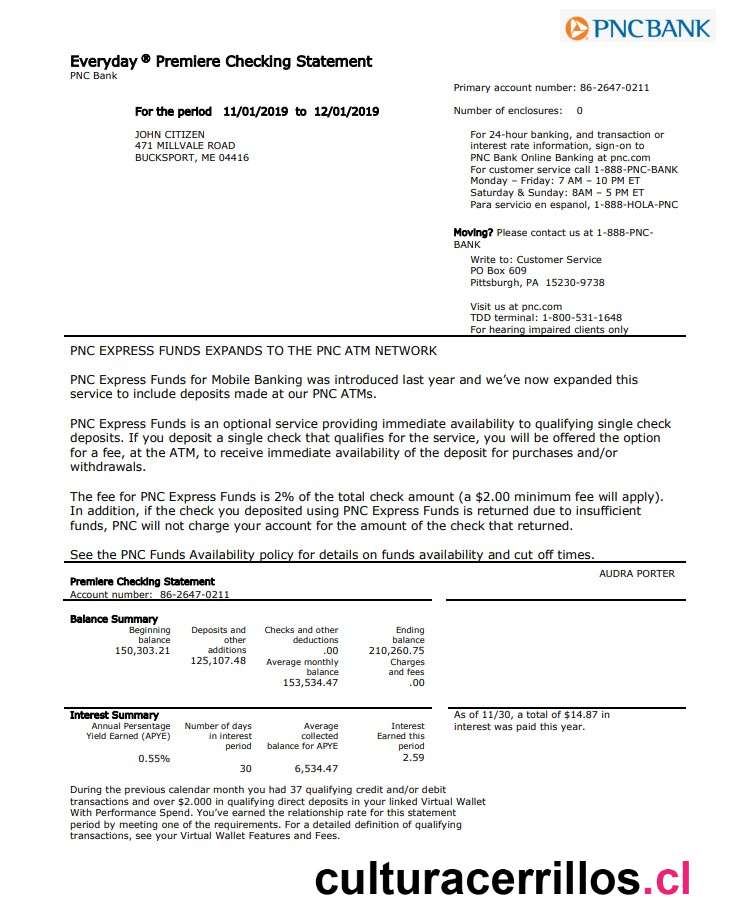 PNCBANK
Everyday ® Premiere Checking Statement
PNC Bank
Primary account number: 86-2647-0211
For the period 11/01/2019 to 12/01/2019
Number of enclosures: 0
JOHN CITIZEN
471 MILLVALE ROAD
BUCKSPORT, ME 04416
For 24-hour banking, and transaction or
interest rate information, sign-on to
PNC Bank Online Banking at pnc.com
For customer service call 1-888-PNC-BANK
Monday – Friday: 7 AM – 10 PM ET
Saturday & Sunday: 8AM – 5 PM ET
Para servicio en espanol, 1-888-HOLA-PNC
Moving? Please contact us at 1-888-PNC-
BANK
Write to: Customer Service
PO Box 609
Pittsburgh, PA 15230-9738
Visit us at pnc.com
TDD terminal: 1-800-531-1648
For hearing impaired clients only
PNC EXPRESS FUNDS EXPANDS TO THE PNC ATM NETWORK
PNC Express Funds for Mobile Banking was introduced last year and we've now expanded this
service to include deposits made at our PNC ATMs.
PNC Express Funds is an optional service providing immediate availability to qualifying single check
deposits. If you deposit a single check that qualifies for the service, you will be offered the option
for a fee, at the ATM, to receive immediate availability of the deposit for purchases and/or
withdrawals.
The fee for PNC Express Funds is 2% of the total check amount (a $2.00 minimum fee will apply).
In addition, if the check you deposited using PNC Express Funds is returned due to insufficient
funds, PNC will not charge your account for the amount of the check that returned.
See the PNC Funds Availability policy for details on funds availability and cut off times.
AUDRA PORTER
Premiere Checking Statement
Account number: 86-2647-0211
Balance Summary
Beginning Deposits and Checks and other Ending
balance other deductions balance
150,303.21 additions .00 210,260.75
125,107.48 Average monthly Charges
balance and fees
153,534.47 .00
Interest Summary
Annual Persentage Number of days Average Interest
Yield Earned (APYE) in interest collected Earned this
period balance for APYE period
0.55% 2.59
30 6,534.47
As of 11/30, a total of $14.87 in
interest was paid this year.
During the previous calendar month you had 37 qualifying credit and/or debit
transactions and over $2.000 in qualifying direct deposits in your linked Virtual Wallet
With Performance Spend. You've earned the relationship rate for this statement
period by meeting one of the requirements. For a detailed definition of qualifying
transactions, see your Virtual Wallet Features and Fees.
culturacerrillos.cl